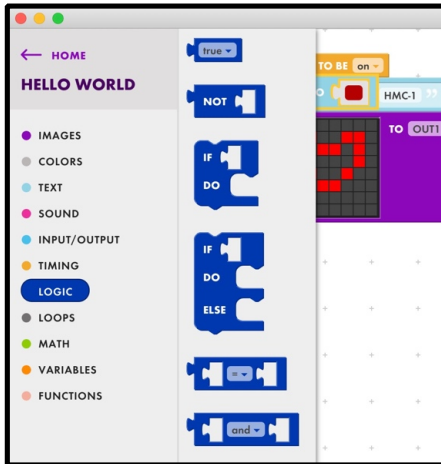 HOME
HELLO WORLD
IMAGES
COLORS
TEXT
SOUND
INPUT/OUTPUT
TIMING
LOGIC
LOOPS
MATH
VARIABLES
FUNCTIONS
true
NOT
IF
DO
IF
DO
ELSE
=
and
TO BE on
HMC-1 ”
TO OUT1